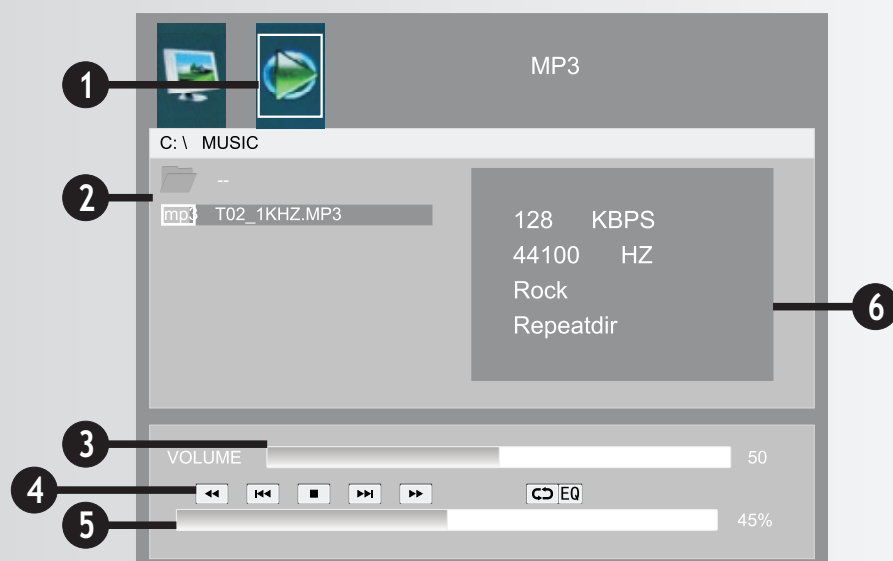 MP3
1
C: \ MUSIC
2
--
mp3 T02_1KHZ.MP3
128 KBPS
44100 HZ
Rock
Repeatdir
6
3
VOLUME 50
4
EQ
5
45%